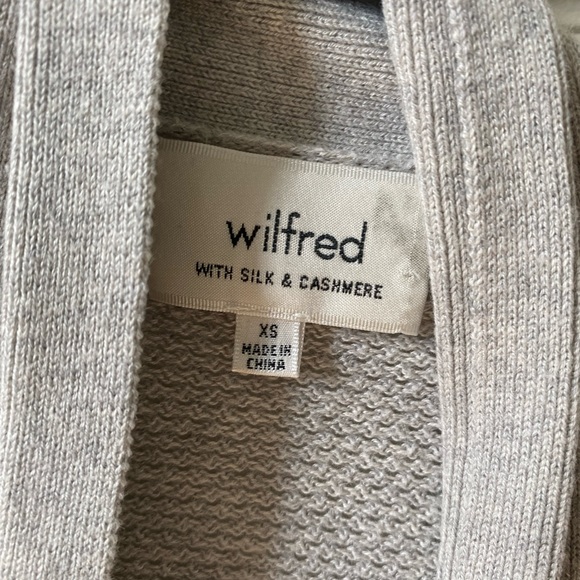 wilfred
WITH SILK & CASHMERE
XS
MADE IN
CHINA